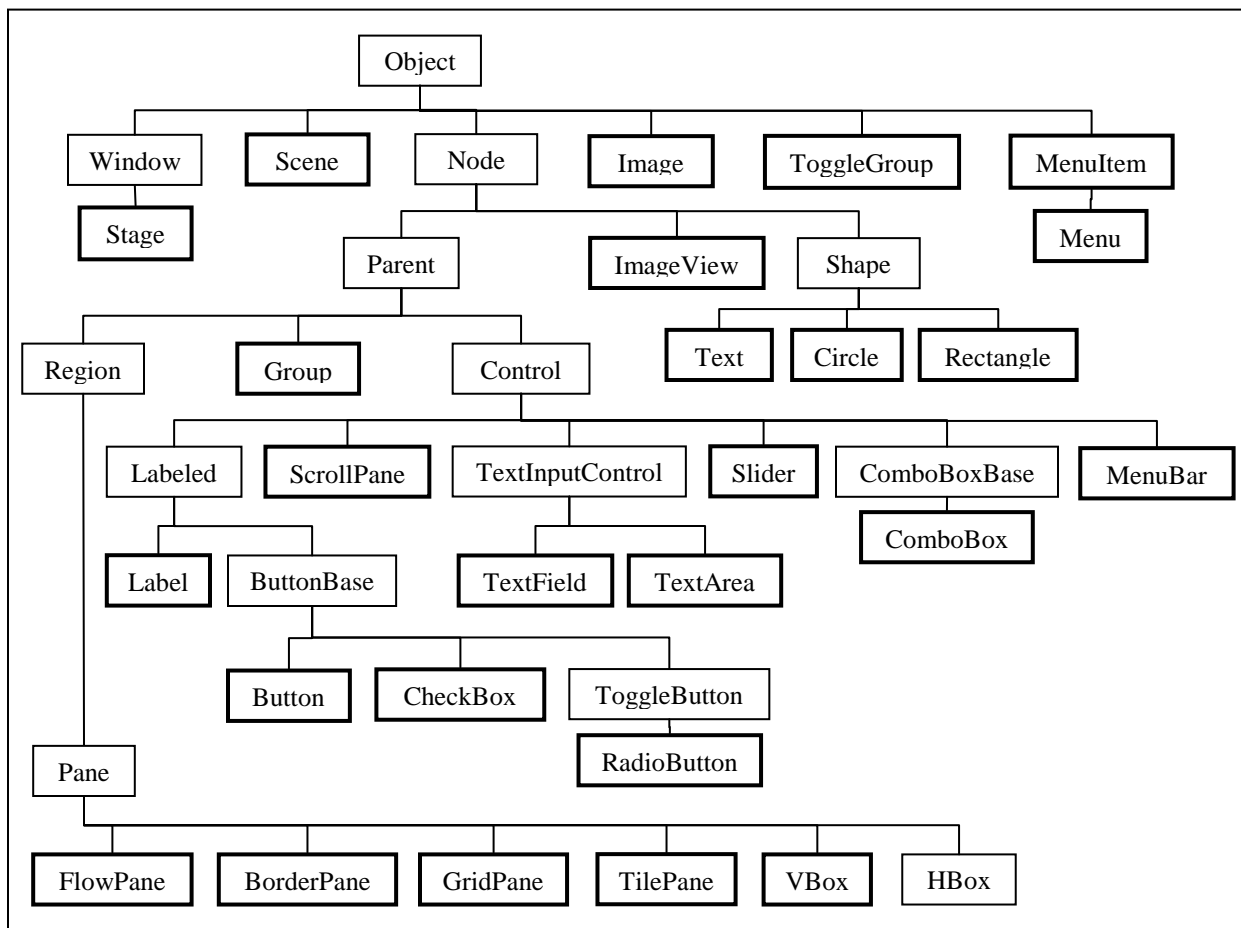 Object
Window
Scene
Node
Image
ToggleGroup
MenuItem
Stage
Menu
Parent
ImageView
Shape
Region
Group
Control
Text
Circle
Rectangle
Labeled
ScrollPane
TextInputControl
Slider
ComboBoxBase
MenuBar
ComboBox
Label
ButtonBase
TextField
TextArea
Button
CheckBox
ToggleButton
RadioButton
Pane
FlowPane
BorderPane
GridPane
TilePane
VBox
HBox